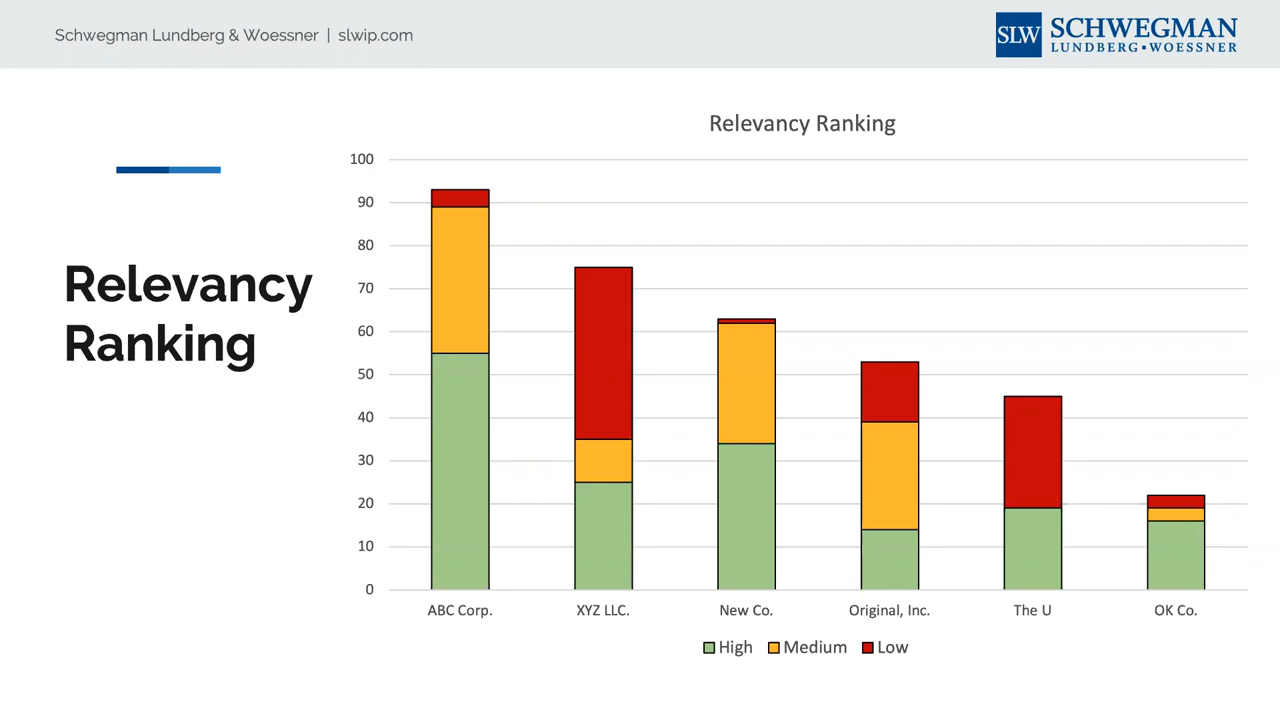 Schwegman Lundberg & Woessner | slwip.com
SLW
SCHWEGMAN
LUNDBERG▪WOESSNER
Relevancy
Ranking
Relevancy Ranking
100
90
80
70
60
50
40
30
20
10
0
ABC Corp. XYZ LLC. New Co. Original, Inc. The U OK Co.
High Medium Low